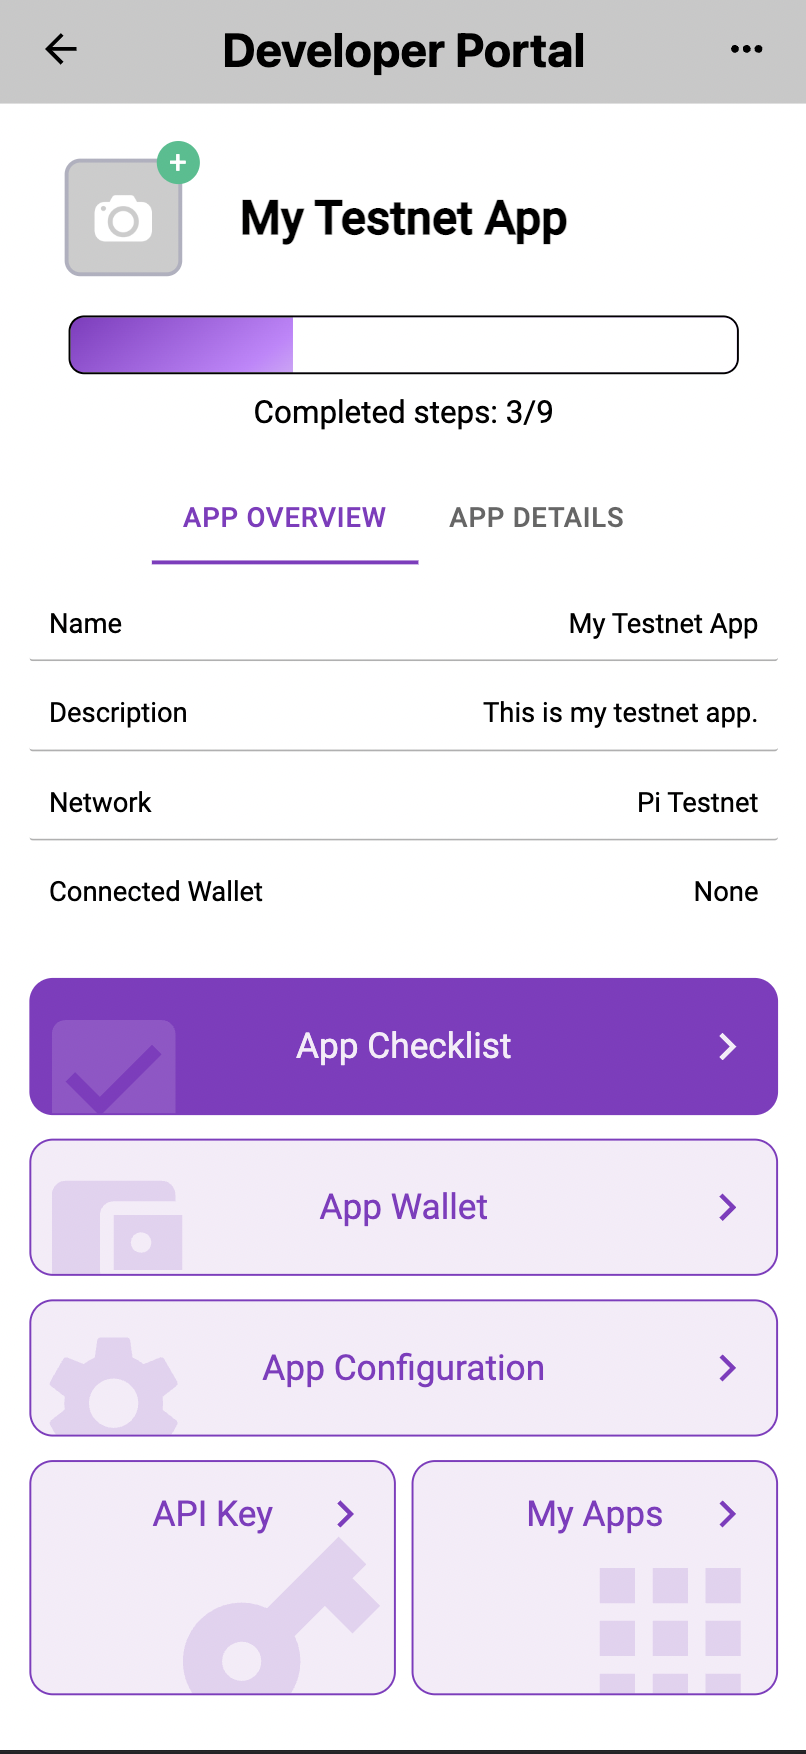 Developer Portal
My Testnet App
Completed steps: 3/9
APP OVERVIEW
APP DETAILS
Name
My Testnet App
Description
This is my testnet app.
Network
Pi Testnet
Connected Wallet
None
App Checklist
App Wallet
App Configuration
API Key
My Apps